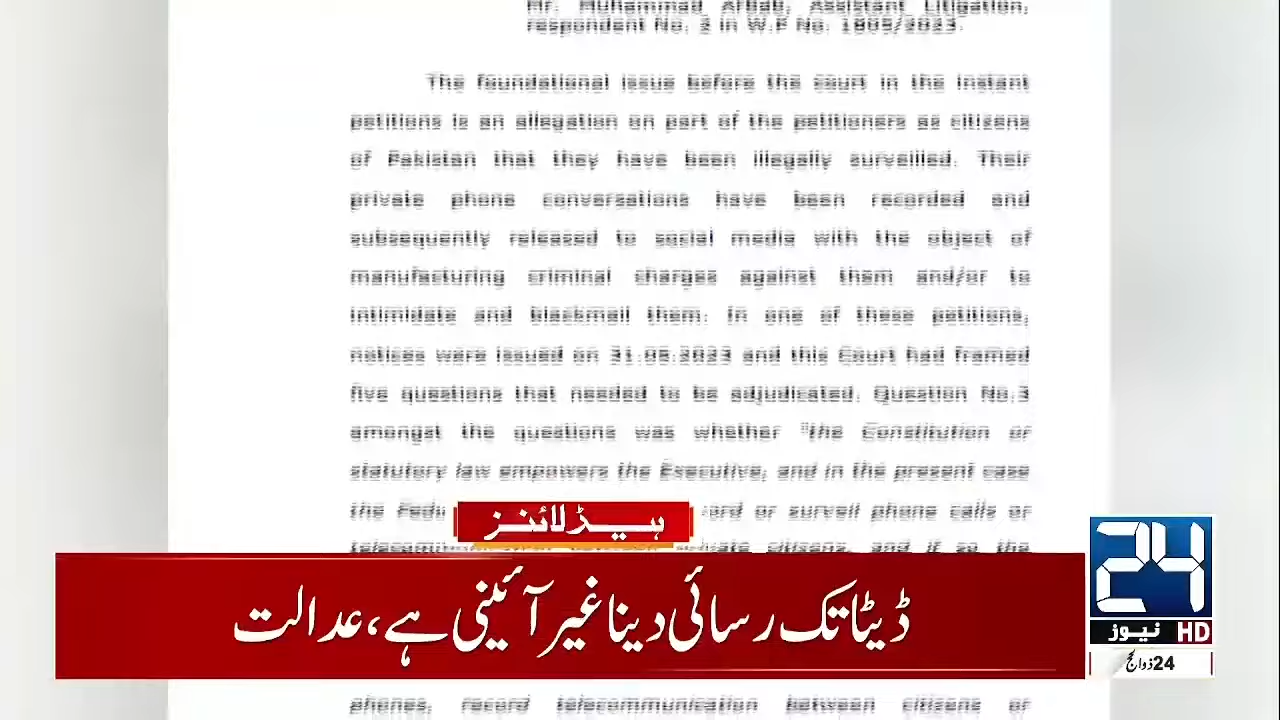 Mr. Muhammad Arbab, Assistant Litigation,
respondent No. 2 in W.P No. 1805/2023.
The foundational issue before the court in the instant
petitions is an allegation on part of the petitioners as citizens
of Pakistan that they have been illegally surveilled. Their
private phone conversations have been recorded and
subsequently released to social media with the object of
manufacturing criminal charges against them and/or to
intimidate and blackmail them. In one of these petitions,
notices were issued on 31.05.2023 and this Court had framed
five questions that needed to be adjudicated. Question No.3
amongst the questions was whether "the Constitution or
statutory law empowers the Executive, and in the present case
the or surveil phone calls or
citizens, and if so the
ہیڈلائنز
ڈیٹا تک رسائی دینا غیر آئینی ہے، عدالت
24
نیوز HD
24 ذوالحج
phones, record telecommunication between citizens or